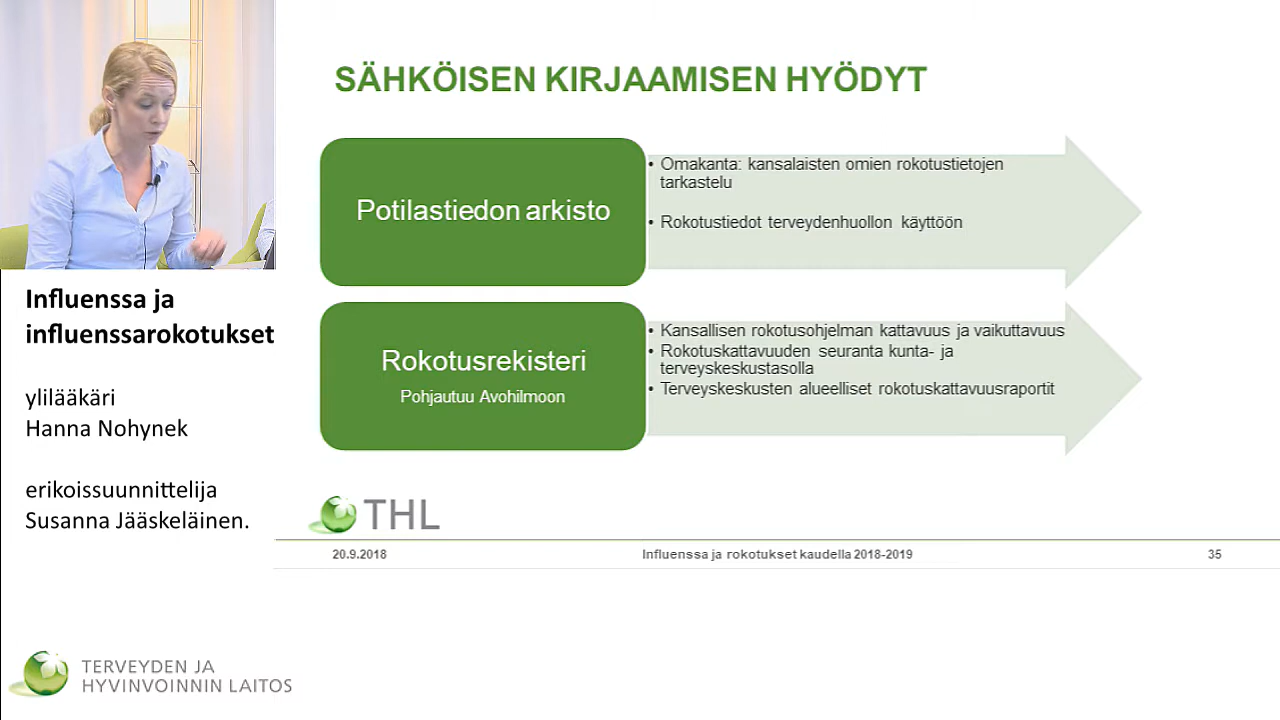 SÄHKÖISEN KIRJAAMISEN HYÖDYT
Potilastiedon arkisto
• Omakanta: kansalaisten omien rokotustietojen
tarkastelu
• Rokotustiedot terveydenhuollon käyttöön
Rokotusrekisteri
Pohjautuu Avohilmoon
• Kansallisen rokotusohjelman kattavuus ja vaikuttavuus
• Rokotuskattavuuden seuranta kunta- ja
terveyskeskustasolla
• Terveyskeskusten alueelliset rokotuskattavuusraportit
THL
20.9.2018 Influenssa ja rokotukset kaudella 2018-2019 35
Influenssa ja
influenssarokotukset
ylilääkäri
Hanna Nohynek
erikoissuunnittelija
Susanna Jääskeläinen.
TERVEYDEN JA
HYVINVOINNIN LAITOS